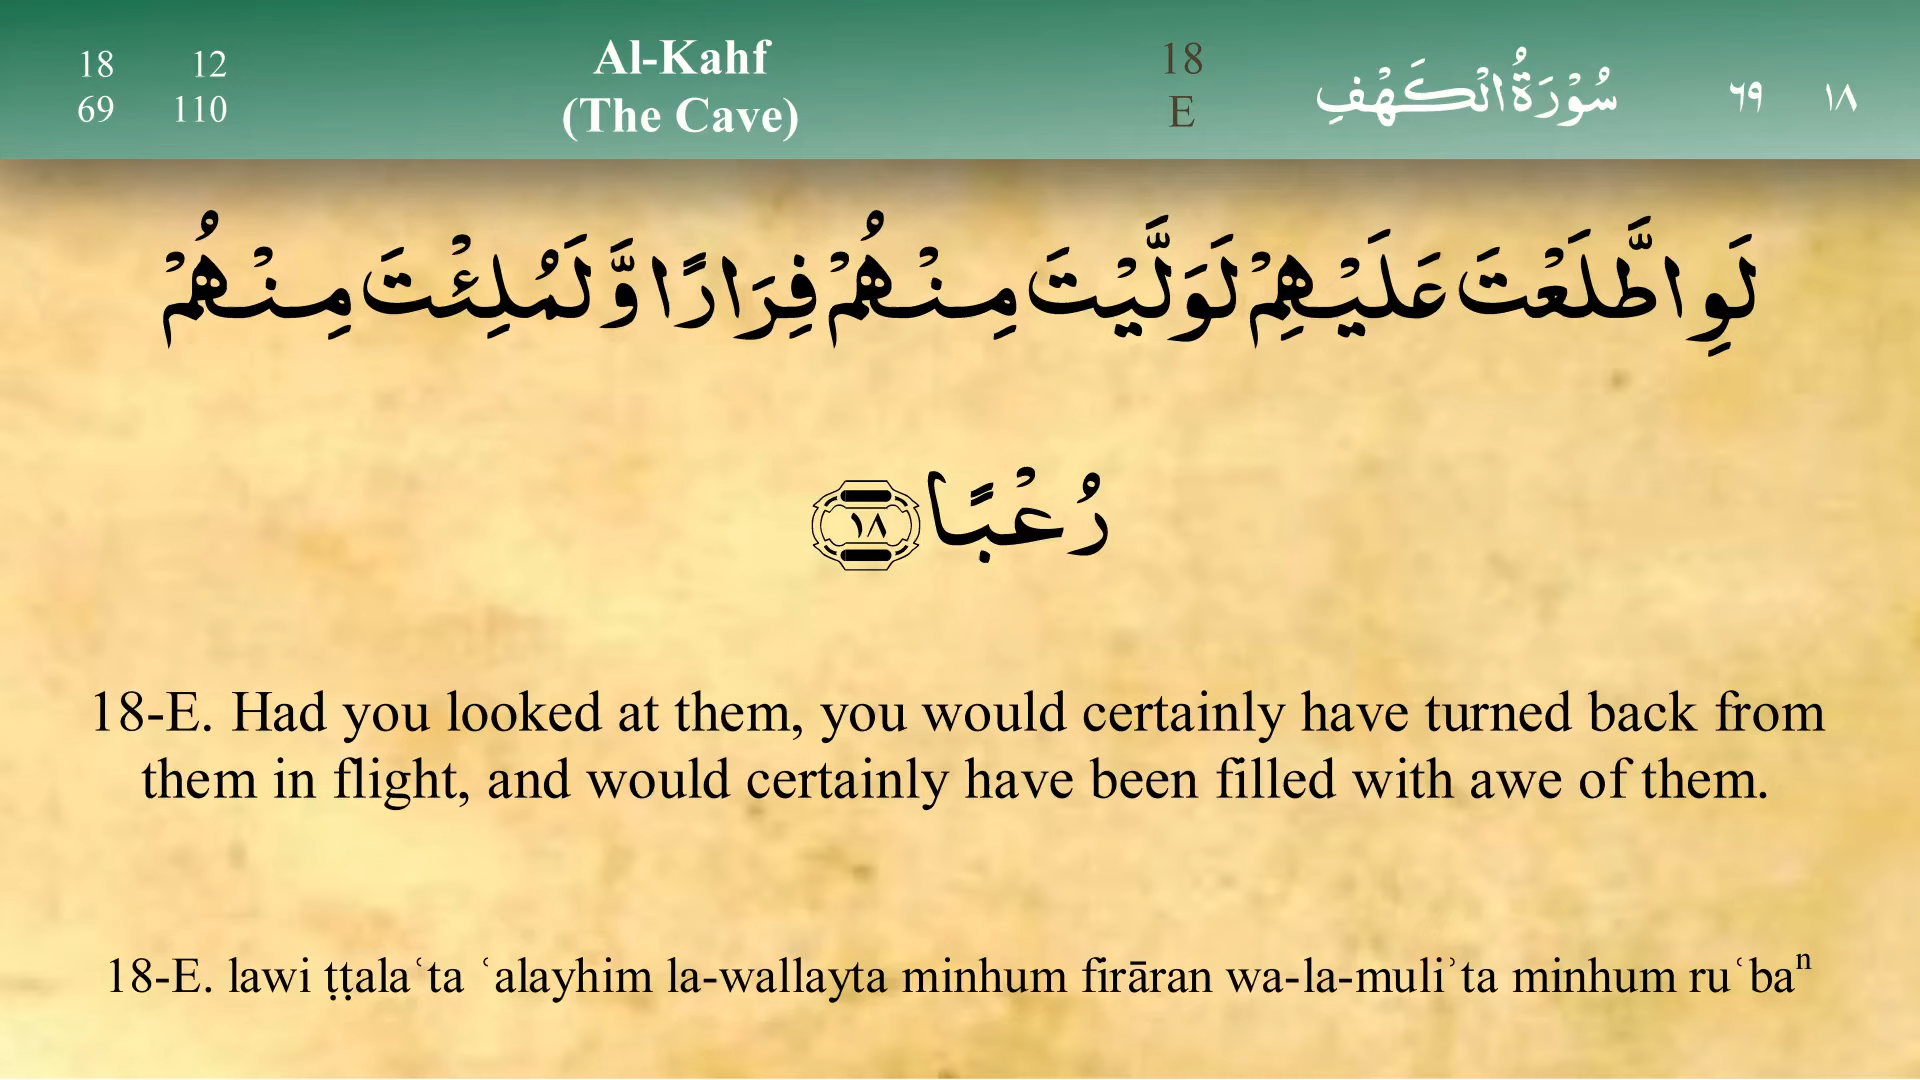 18 12
69 110
Al-Kahf
(The Cave)
18
E
سُوْرَةُ الْكَهْفِ
٦٩ ١٨
لَوِ اطَّلَعْتَ عَلَيْهِمْ لَوَلَّيْتَ مِنْهُمْ فِرَارًا وَّلَمُلِئْتَ مِنْهُمْ
رُعْبًا ١٨
18-E. Had you looked at them, you would certainly have turned back from
them in flight, and would certainly have been filled with awe of them.
18-E. lawi ṭṭalaʿta ʿalayhim la-wallayta minhum firāran wa-la-muliʾta minhum ruʿbaⁿ